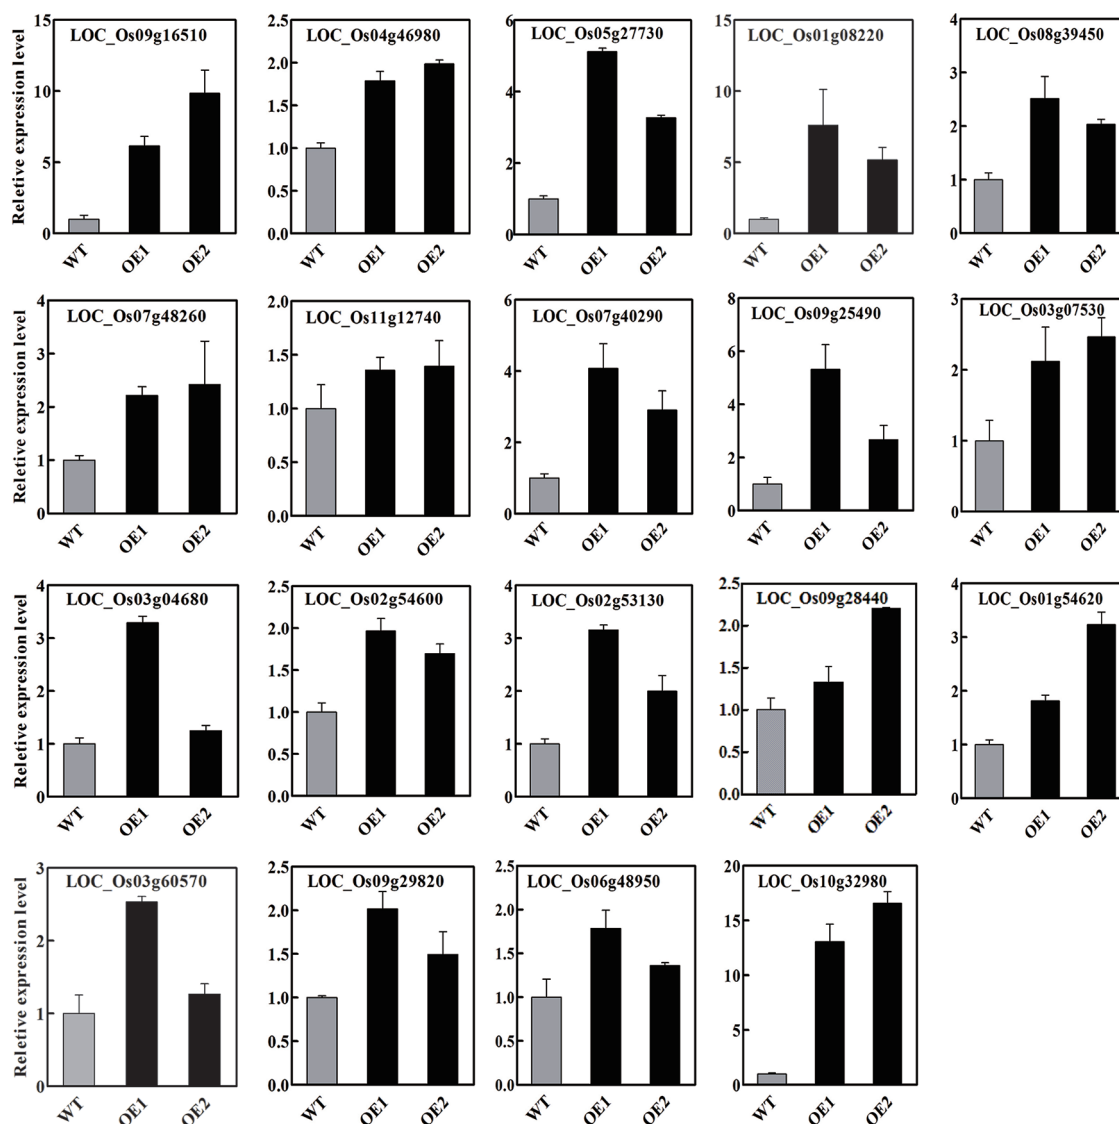 Reletive expression level
LOC_Os09g16510
15
10
5
0
WT
OE1
OE2
LOC_Os04g46980
2.5
2.0
1.5
1.0
0.5
0.0
WT
OE1
OE2
LOC_Os05g27730
6
4
2
0
WT
OE1
OE2
LOC_Os01g08220
15
10
5
0
WT
OE1
OE2
LOC_Os08g39450
4
3
2
1
0
WT
OE1
OE2
Reletive expression level
LOC_Os07g48260
4
3
2
1
0
WT
OE1
OE2
LOC_Os11g12740
2.0
1.5
1.0
0.5
0.0
WT
OE1
OE2
LOC_Os07g40290
6
4
2
0
WT
OE1
OE2
LOC_Os09g25490
8
6
4
2
0
WT
OE1
OE2
LOC_Os03g07530
3
2
1
0
WT
OE1
OE2
Reletive expression level
LOC_Os03g04680
4
3
2
1
0
WT
OE1
OE2
LOC_Os02g54600
2.5
2.0
1.5
1.0
0.5
0.0
WT
OE1
OE2
LOC_Os02g53130
4
3
2
1
0
WT
OE1
OE2
LOC_Os09g28440
2.5
2.0
1.5
1.0
0.5
0.0
WT
OE1
OE2
LOC_Os01g54620
4
3
2
1
0
WT
OE1
OE2
Reletive expression level
LOC_Os03g60570
3
2
1
0
WT
OE1
OE2
LOC_Os09g29820
2.5
2.0
1.5
1.0
0.5
0.0
WT
OE1
OE2
LOC_Os06g48950
2.5
2.0
1.5
1.0
0.5
0.0
WT
OE1
OE2
LOC_Os10g32980
20
15
10
5
0
WT
OE1
OE2